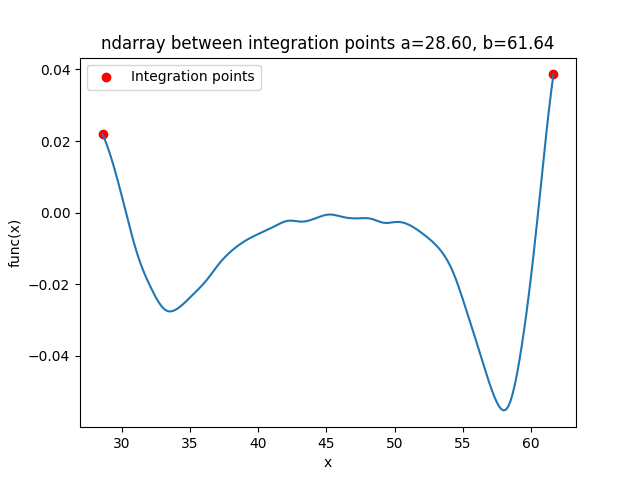 ndarray between integration points a=28.60, b=61.64
Integration points
0.04
0.02
0.00
−0.02
−0.04
func(x)
30 35 40 45 50 55 60
x